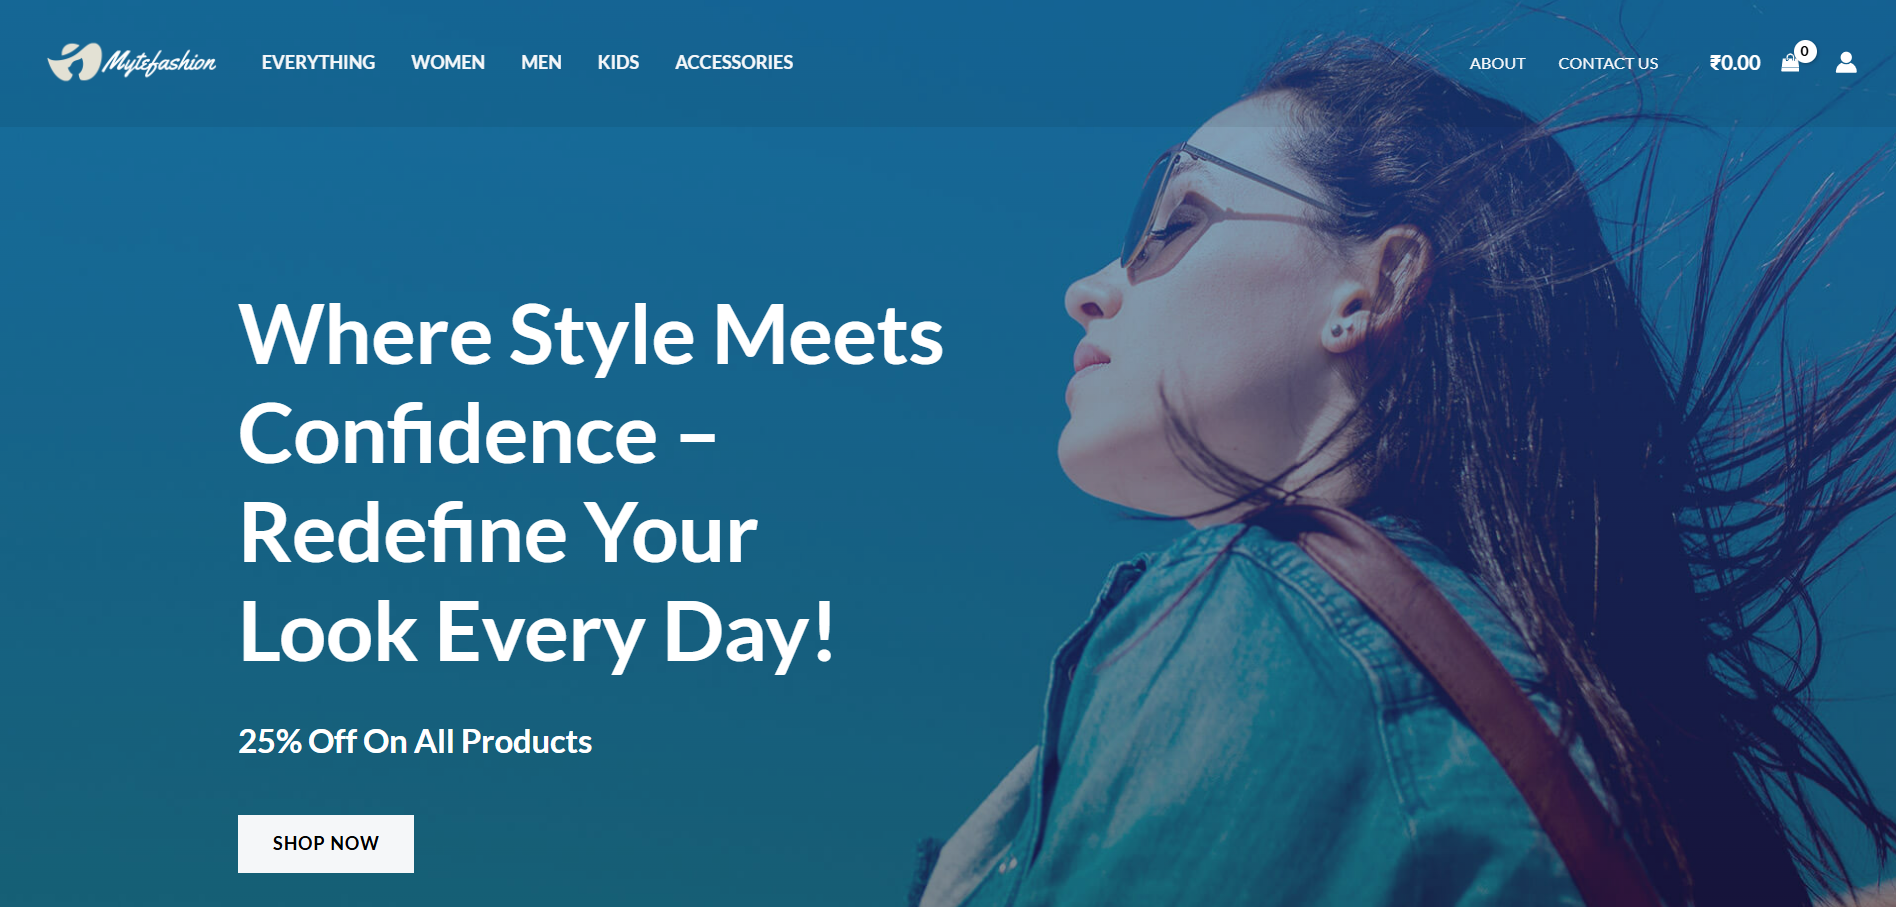 Mytefashion
EVERYTHING WOMEN MEN KIDS ACCESSORIES
ABOUT CONTACT US ₹0.00 0
Where Style Meets
Confidence –
Redefine Your
Look Every Day!
25% Off On All Products
SHOP NOW